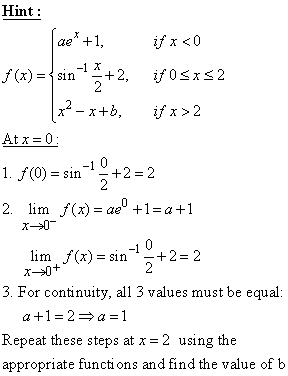 Hint :
f(x) = { ae^x + 1, if x < 0
sin^-1 x/2 + 2, if 0 ≤ x ≤ 2
x^2 − x + b, if x > 2
At x = 0 :
1. f(0) = sin^-1 0/2 + 2 = 2
2. lim x→0^- f(x) = ae^0 + 1 = a + 1
lim x→0^+ f(x) = sin^-1 0/2 + 2 = 2
3. For continuity, all 3 values must be equal:
a + 1 = 2 ⇒ a = 1
Repeat these steps at x = 2 using the
appropriate functions and find the value of b